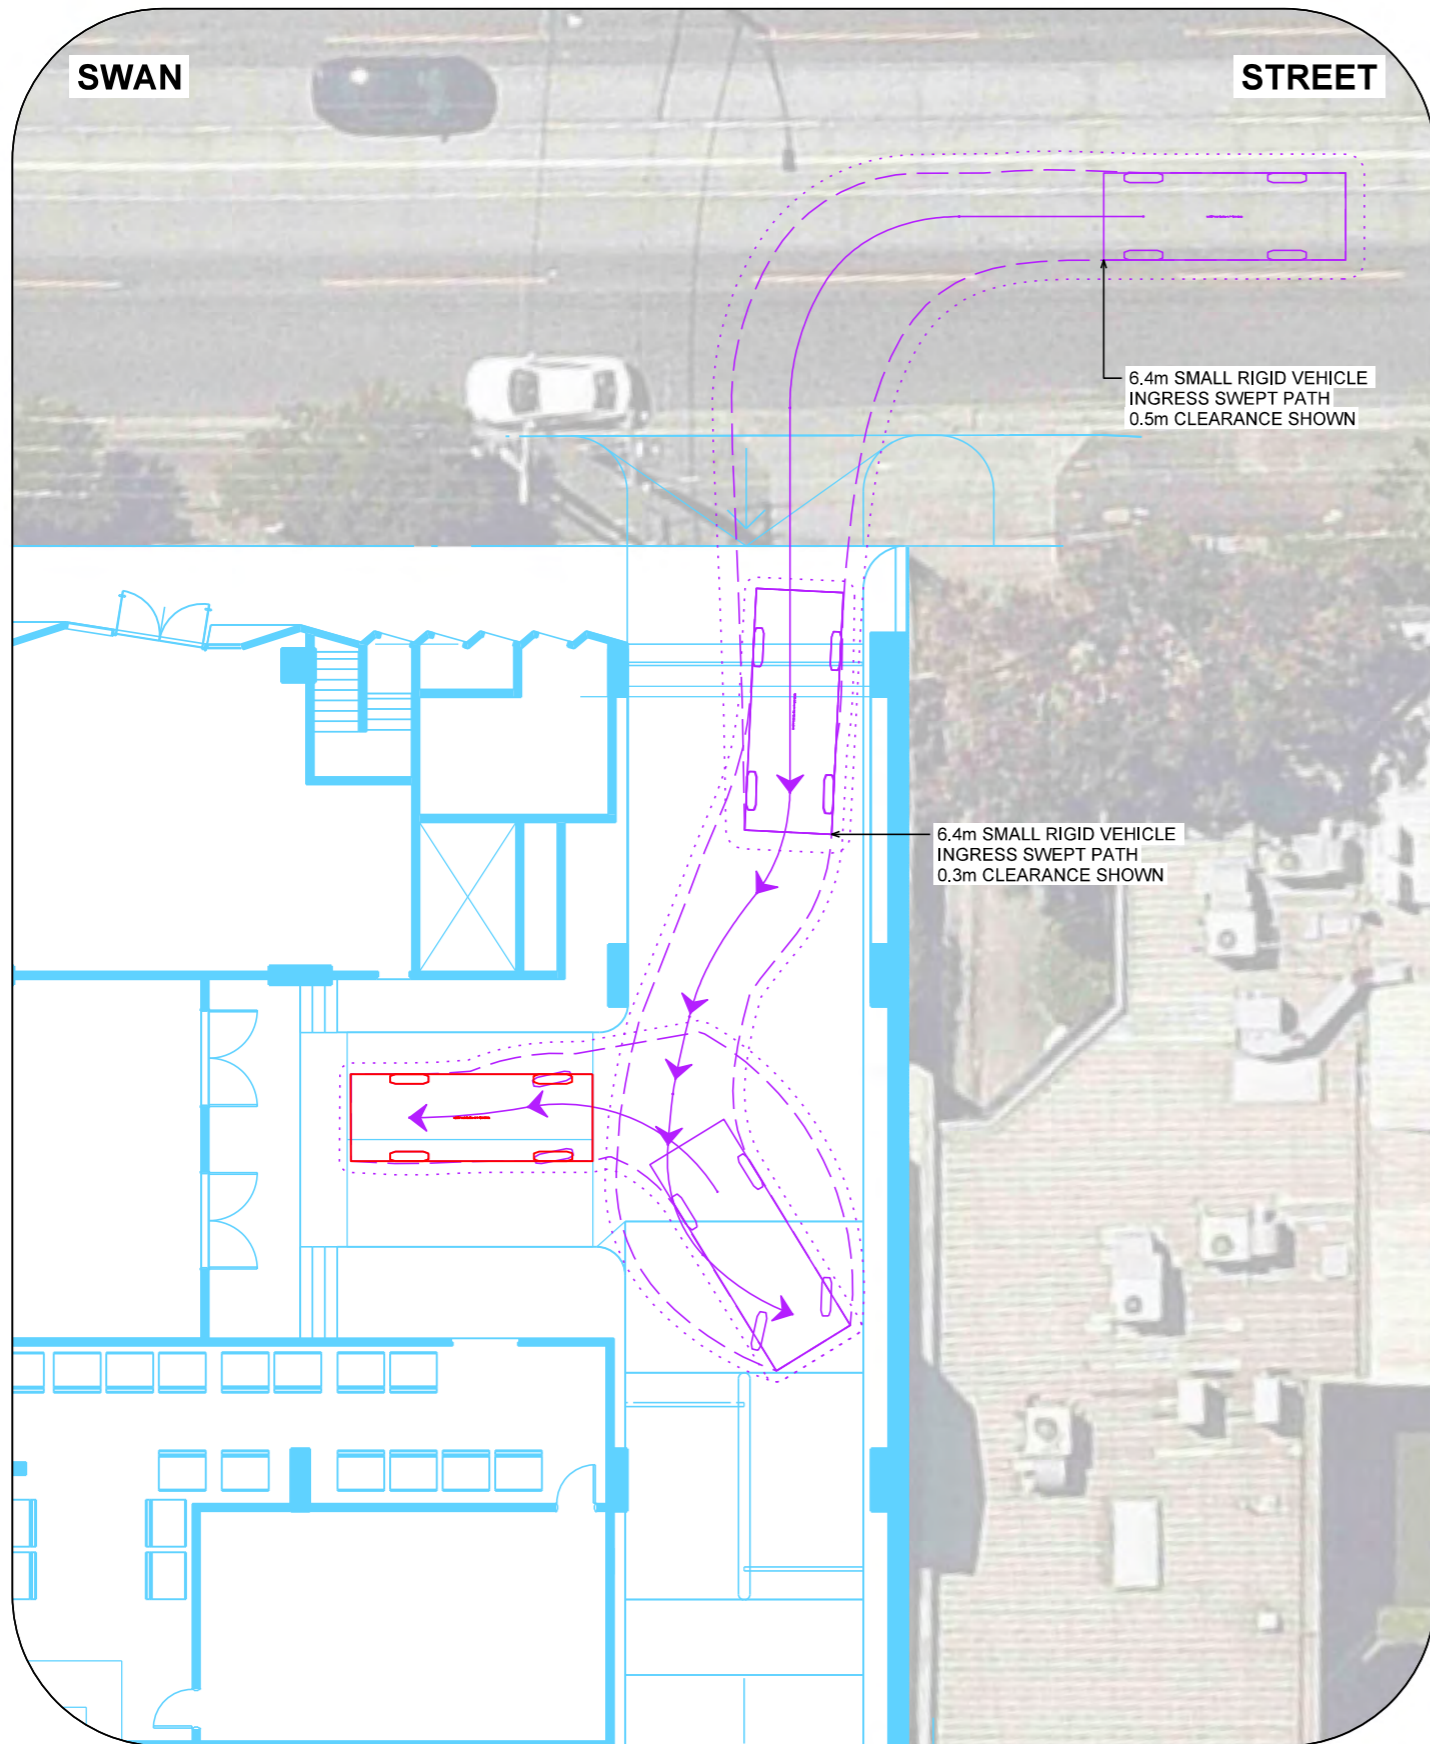 SWAN
STREET
6.4m SMALL RIGID VEHICLE
INGRESS SWEPT PATH
0.5m CLEARANCE SHOWN
6.4m SMALL RIGID VEHICLE
INGRESS SWEPT PATH
0.3m CLEARANCE SHOWN